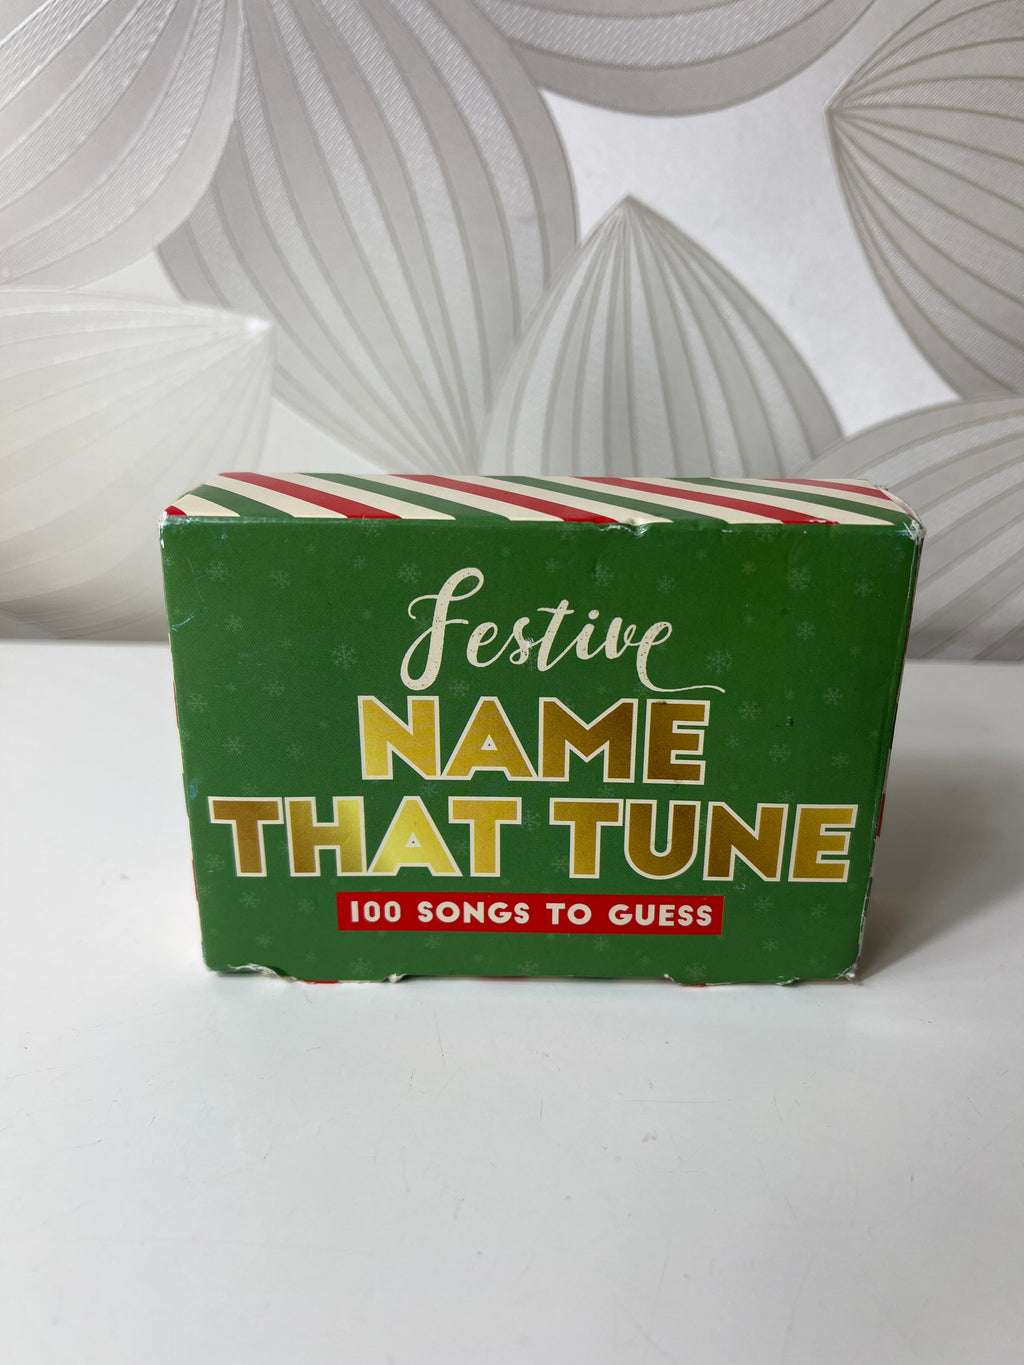 Festive
NAME
THAT TUNE
100 SONGS TO GUESS